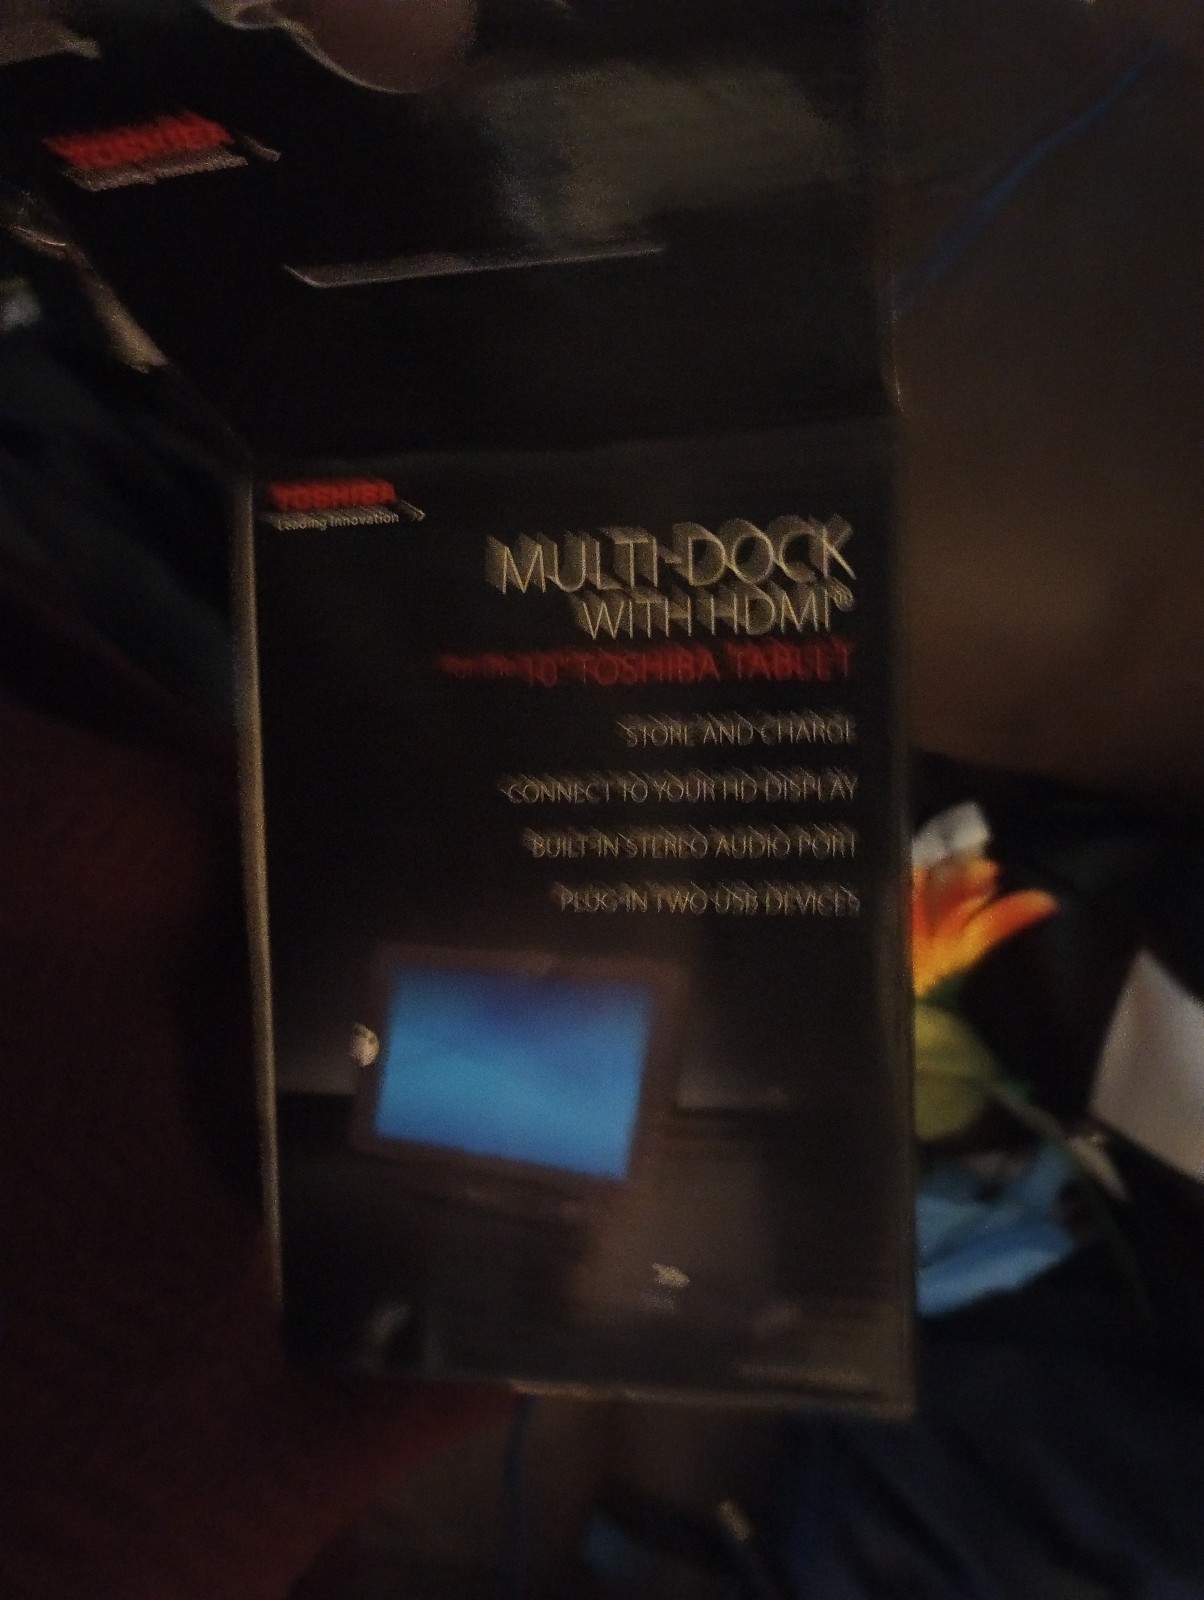 TOSHIBA
TOSHIBA
Leading Innovation >>
MULTI-DOCK
WITH HDMI®
10" TOSHIBA TABLET
STORE AND CHARGE
CONNECT TO YOUR HD DISPLAY
BUILT-IN STEREO AUDIO PORT
PLUG-IN TWO USB DEVICES